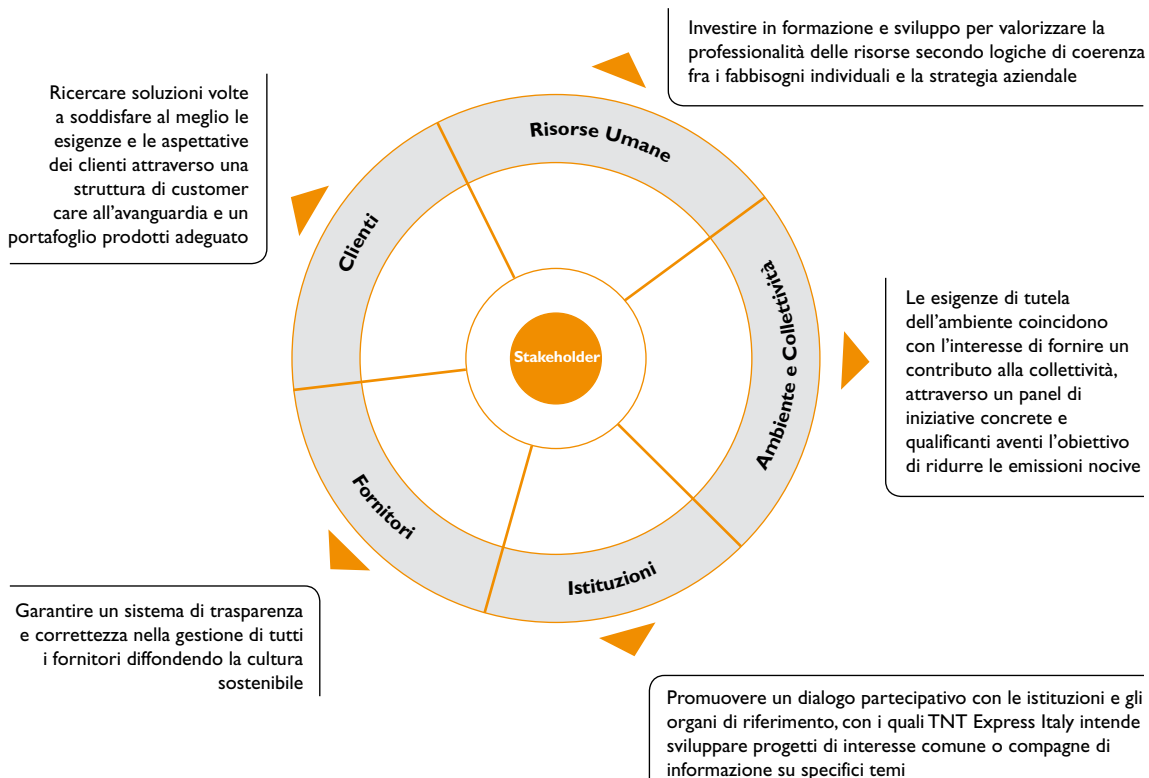 Investire in formazione e sviluppo per valorizzare la
professionalità delle risorse secondo logiche di coerenza
fra i fabbisogni individuali e la strategia aziendale
Ricercare soluzioni volte
a soddisfare al meglio le
esigenze e le aspettative
dei clienti attraverso una
struttura di customer
care all’avanguardia e un
portafoglio prodotti adeguato
Risorse Umane
Clienti
Ambiente e Collettività
Stakeholder
Le esigenze di tutela
dell’ambiente coincidono
con l’interesse di fornire un
contributo alla collettività,
attraverso un panel di
iniziative concrete e
qualificanti aventi l’obiettivo
di ridurre le emissioni nocive
Fornitori
Istituzioni
Garantire un sistema di trasparenza
e correttezza nella gestione di tutti
i fornitori diffondendo la cultura
sostenibile
Promuovere un dialogo partecipativo con le istituzioni e gli
organi di riferimento, con i quali TNT Express Italy intende
sviluppare progetti di interesse comune o compagne di
informazione su specifici temi